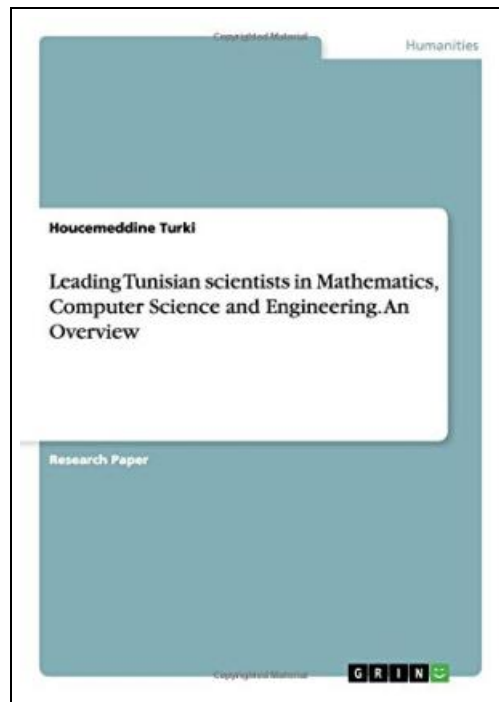 Copyrighted Material
Humanities
Houcemeddine Turki
Leading Tunisian scientists in Mathematics,
Computer Science and Engineering. An
Overview
Research Paper
Copyrighted Material
GRIN